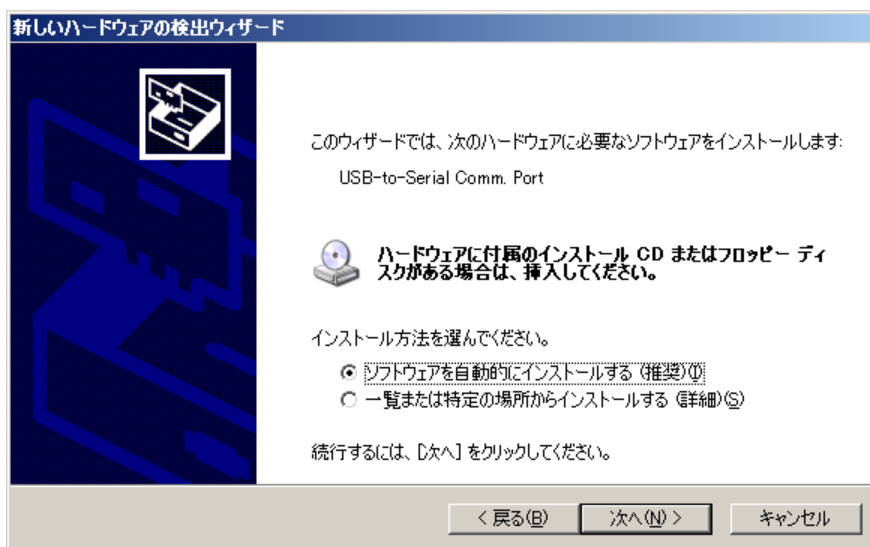 新しいハードウェアの検出ウィザード
このウィザードでは、次のハードウェアに必要なソフトウェアをインストールします:
USB-to-Serial Comm. Port
ハードウェアに付属のインストール CD またはフロッピー ディ
スクがある場合は、挿入してください。
インストール方法を選んでください。
ソフトウェアを自動的にインストールする (推奨)(I)
一覧または特定の場所からインストールする (詳細)(S)
続行するには、[次へ] をクリックしてください。
< 戻る(B)
次へ(N) >
キャンセル